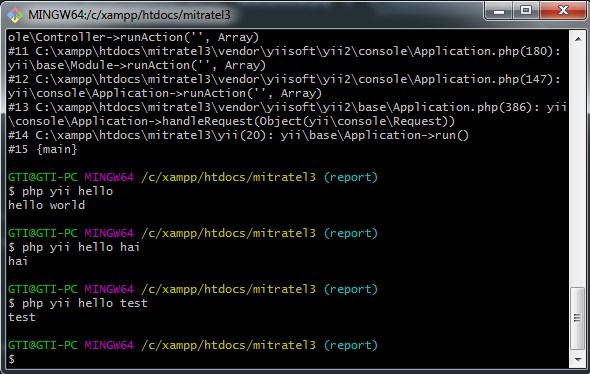 MINGW64:/c/xampp/htdocs/mitratel3
ole\Controller->runAction('', Array)
#11 C:\xampp\htdocs\mitratel3\vendor\yiisoft\yii2\console\Application.php(180):
yii\base\Module->runAction('', Array)
#12 C:\xampp\htdocs\mitratel3\vendor\yiisoft\yii2\console\Application.php(147):
yii\console\Application->runAction('', Array)
#13 C:\xampp\htdocs\mitratel3\vendor\yiisoft\yii2\base\Application.php(386): yii
\console\Application->handleRequest(Object(yii\console\Request))
#14 C:\xampp\htdocs\mitratel3\yii(20): yii\base\Application->run()
#15 {main}
GTI@GTI-PC MINGW64 /c/xampp/htdocs/mitratel3 (report)
$ php yii hello
hello world
GTI@GTI-PC MINGW64 /c/xampp/htdocs/mitratel3 (report)
$ php yii hello hai
hai
GTI@GTI-PC MINGW64 /c/xampp/htdocs/mitratel3 (report)
$ php yii hello test
test
GTI@GTI-PC MINGW64 /c/xampp/htdocs/mitratel3 (report)
$